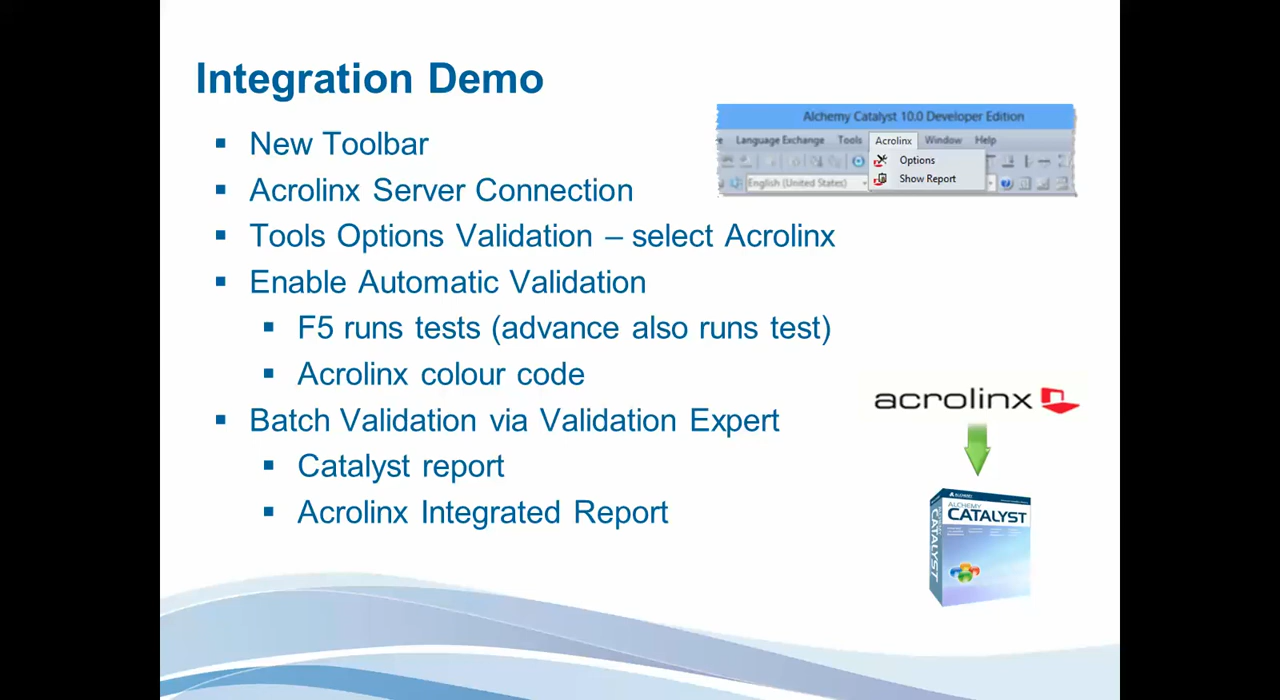 Integration Demo
New Toolbar
Acrolinx Server Connection
Tools Options Validation – select Acrolinx
Enable Automatic Validation
F5 runs tests (advance also runs test)
Acrolinx colour code
Batch Validation via Validation Expert
Catalyst report
Acrolinx Integrated Report
Alchemy Catalyst 10.0 Developer Edition
Language Exchange Tools Acrolinx Window Help
Options
English (United States) Show Report
acrolinx
ALCHEMY
CATALYST
CATALYST